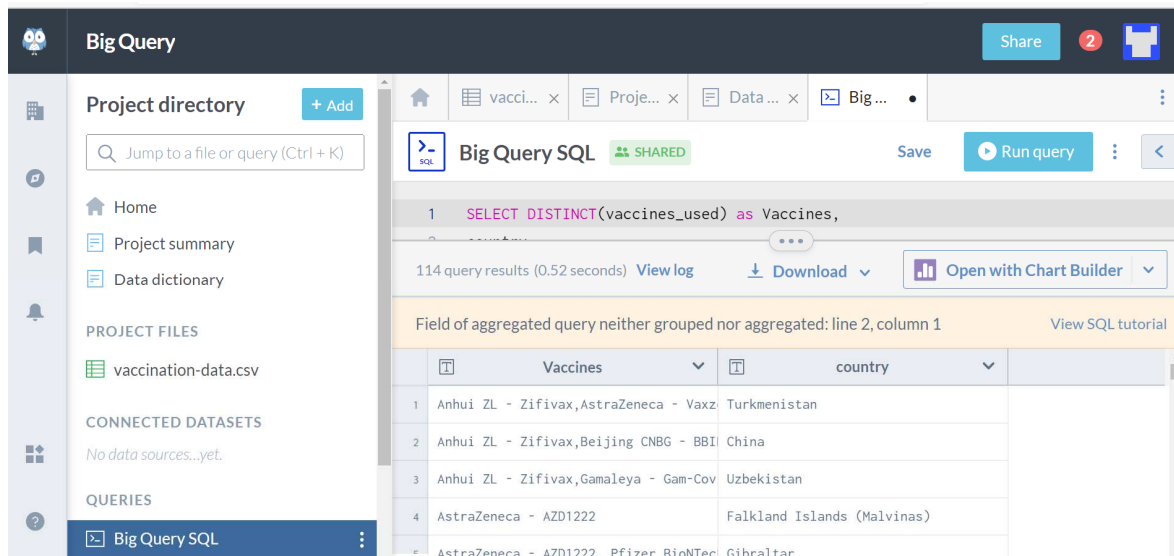 Big Query
Share
2
Project directory
+ Add
Jump to a file or query (Ctrl + K)
Home
Project summary
Data dictionary
PROJECT FILES
vaccination-data.csv
CONNECTED DATASETS
No data sources...yet.
QUERIES
Big Query SQL
vacci...
Proje...
Data ...
Big ...
SQL
Big Query SQL
SHARED
Save
Run query
1 SELECT DISTINCT(vaccines_used) as Vaccines,
114 query results (0.52 seconds) View log
Download
Open with Chart Builder
Field of aggregated query neither grouped nor aggregated: line 2, column 1
View SQL tutorial
T Vaccines T country
1 Anhui ZL - Zifivax,AstraZeneca - Vaxz Turkmenistan
2 Anhui ZL - Zifivax,Beijing CNBG - BBI China
3 Anhui ZL - Zifivax,Gamaleya - Gam-Cov Uzbekistan
4 AstraZeneca - AZD1222 Falkland Islands (Malvinas)
AstraZeneca - AZD1222, Pfizer BioNTec Gibraltar